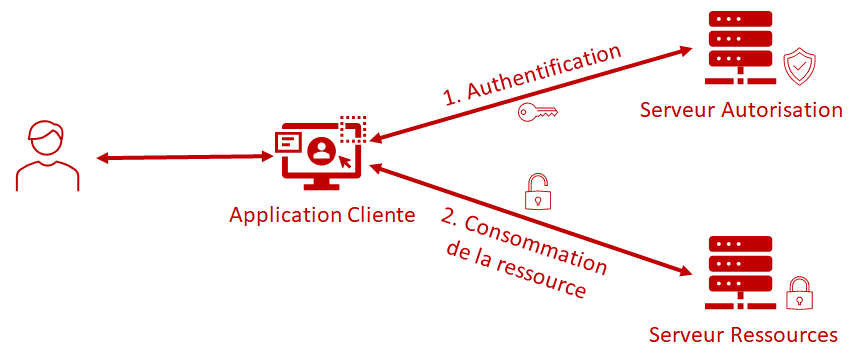 1. Authentification
Serveur Autorisation
Application Cliente
2. Consommation
de la ressource
Serveur Ressources